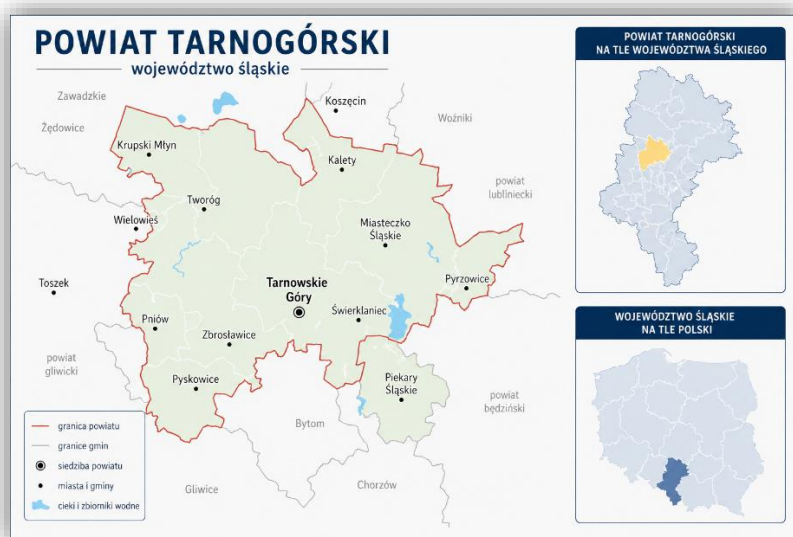 POWIAT TARNOGÓRSKI
województwo śląskie
Zawadzkie
Koszęcin
Woźniki
Żędowice
Krupski Młyn
Kalety
powiat
lubliniecki
Tworóg
Wielowieś
Miasteczko
Śląskie
Toszek
Tarnowskie
Góry
Pyrzowice
Pniów
Świerklaniec
Zbrosławice
powiat
gliwicki
Pyskowice
Piekary
Śląskie
powiat
będziński
Bytom
Gliwice
Chorzów
granica powiatu
granice gmin
siedziba powiatu
miasta i gminy
cieki i zbiorniki wodne
POWIAT TARNOGÓRSKI
NA TLE WOJEWÓDZTWA ŚLĄSKIEGO
WOJEWÓDZTWO ŚLĄSKIE
NA TLE POLSKI